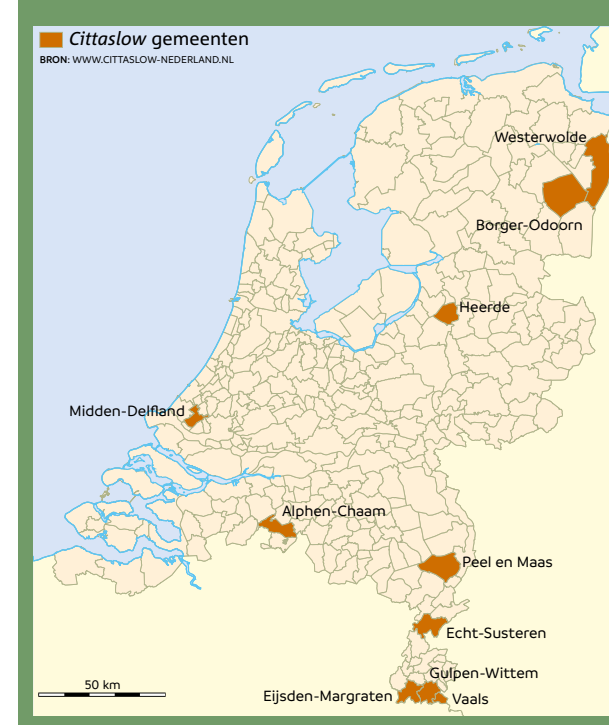 Cittaslow gemeenten
BRON: WWW.CITTASLOW-NEDERLAND.NL
Westerwolde
Borger-Odoorn
Heerde
Midden-Delfland
Alphen-Chaam
Peel en Maas
Echt-Susteren
Gulpen-Wittem
50 km
Eijsden-Margraten
Vaals